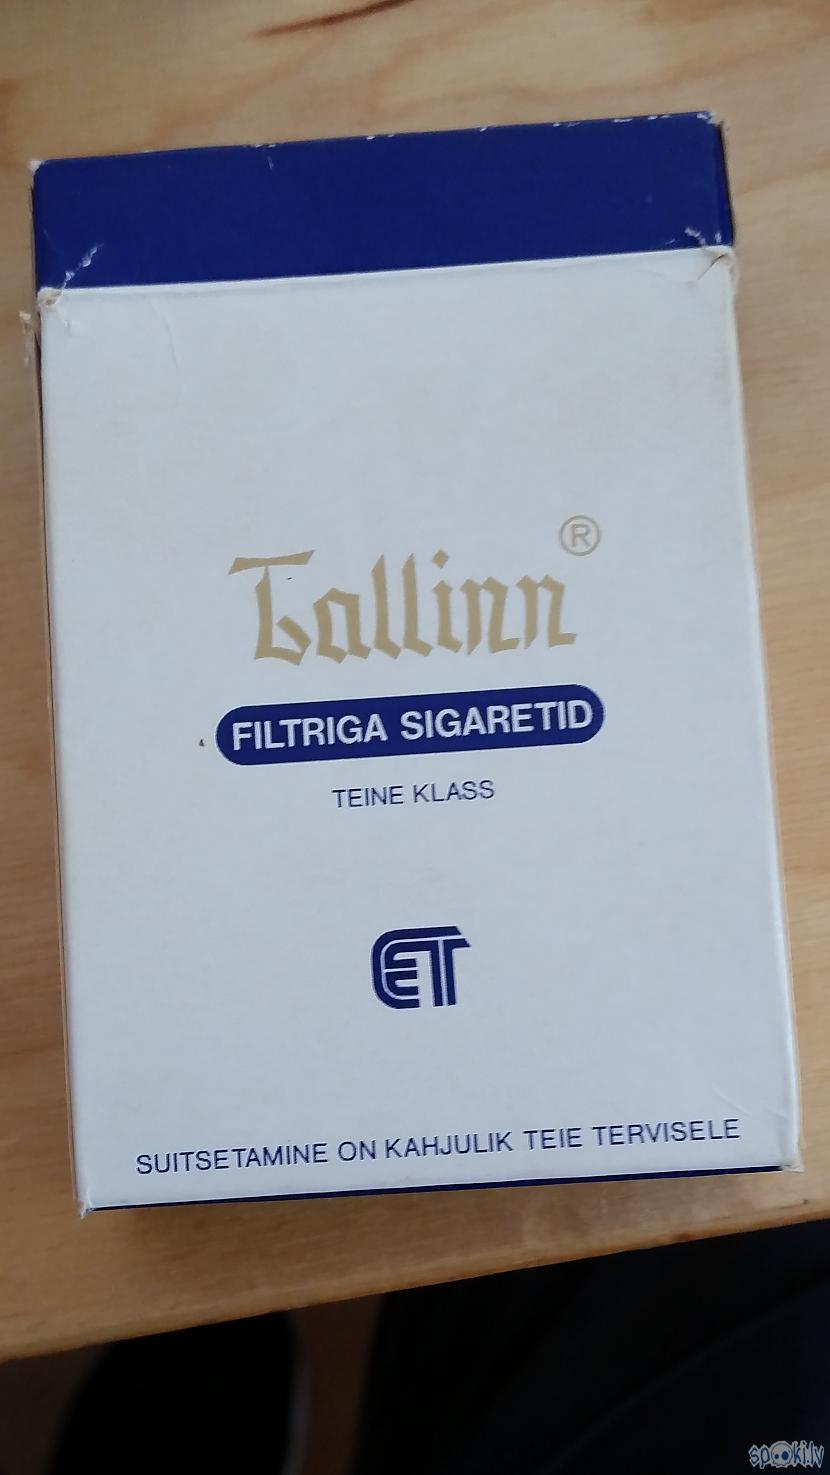 Tallinn ®
FILTRIGA SIGARETID
TEINE KLASS
ET
SUITSETAMINE ON KAHJULIK TEIE TERVISELE
spoki.lv